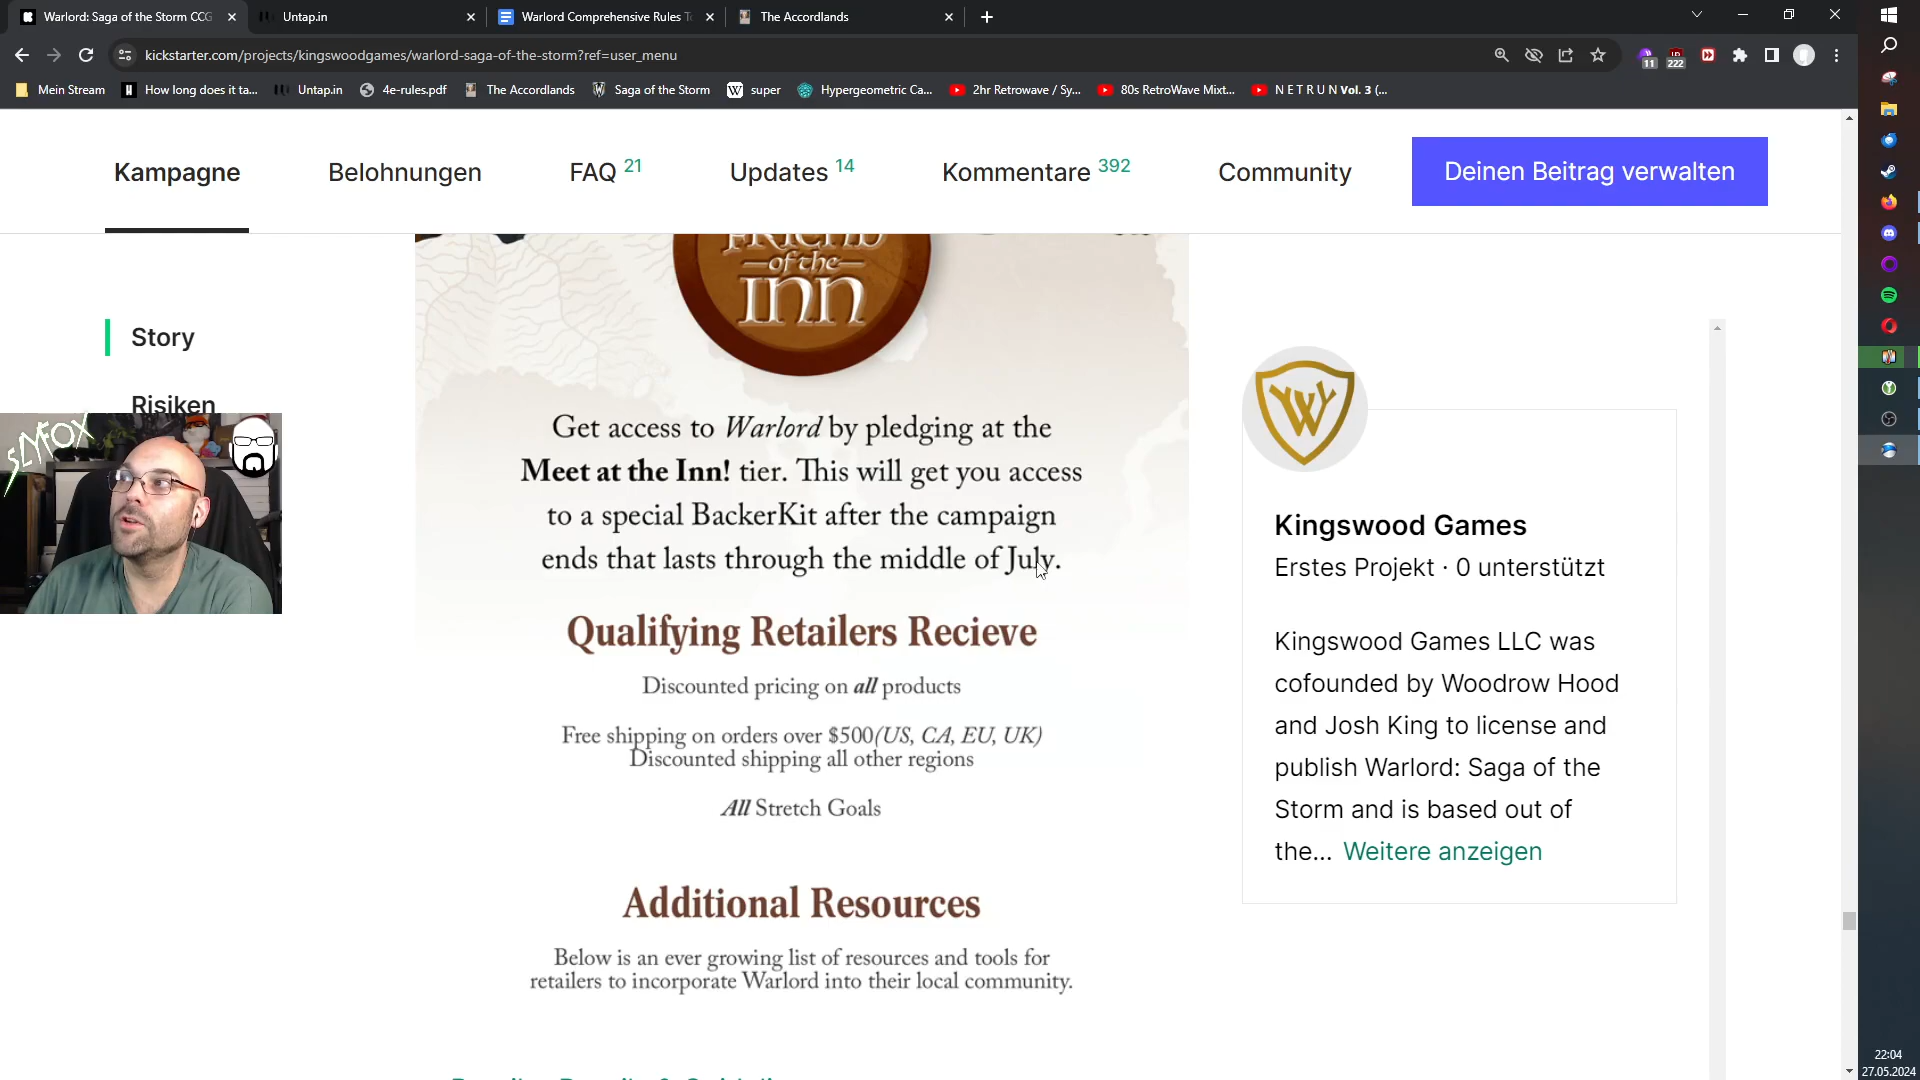 Warlord: Saga of the Storm CCG
Untap.in
Warlord Comprehensive Rules
The Accordlands
kickstarter.com/projects/kingswoodgames/warlord-saga-of-the-storm?ref=user_menu
11
222
Mein Stream
How long does it ta...
Untap.in
4e-rules.pdf
The Accordlands
Saga of the Storm
super
Hypergeometric Ca...
2hr Retrowave / Sy...
80s RetroWave Mixt...
N E T R U N Vol. 3 (...
Kampagne
Belohnungen
FAQ 21
Updates 14
Kommentare 392
Community
Deinen Beitrag verwalten
Story
Risiken
SLYFOX
FRIEND
of the
INN
Get access to Warlord by pledging at the
Meet at the Inn! tier. This will get you access
to a special BackerKit after the campaign
ends that lasts through the middle of July.
Qualifying Retailers Recieve
Discounted pricing on all products
Free shipping on orders over $500(US, CA, EU, UK)
Discounted shipping all other regions
All Stretch Goals
Additional Resources
Below is an ever growing list of resources and tools for
retailers to incorporate Warlord into their local community.
Kingswood Games
Erstes Projekt · 0 unterstützt
Kingswood Games LLC was
cofounded by Woodrow Hood
and Josh King to license and
publish Warlord: Saga of the
Storm and is based out of
the... Weitere anzeigen
22:04
27.05.2024